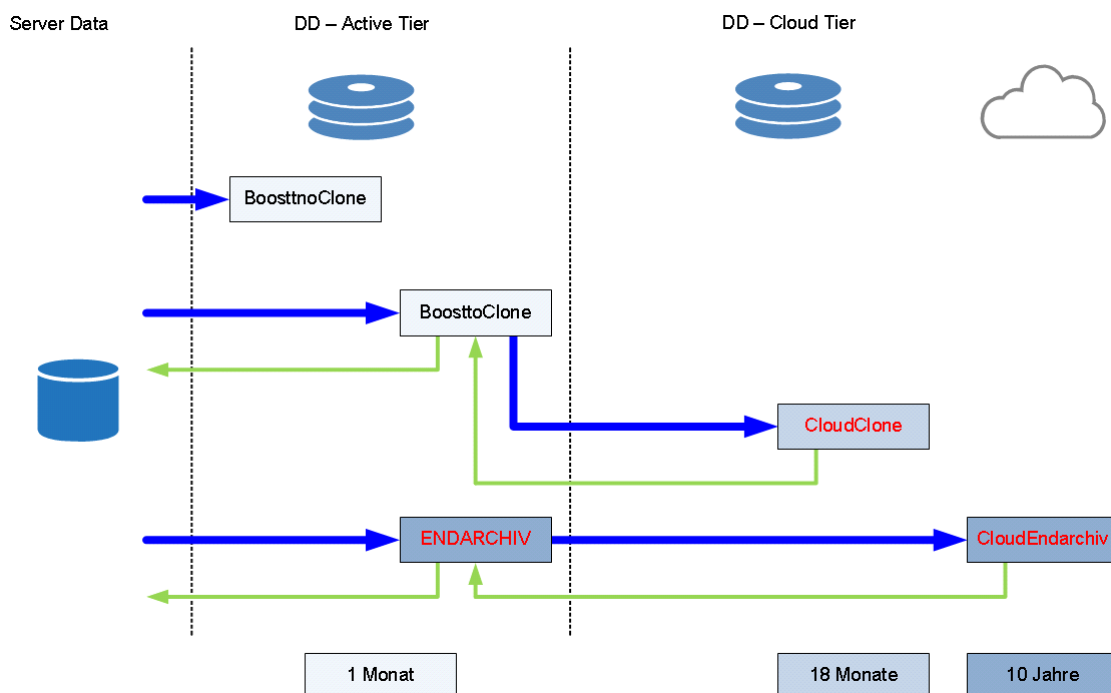 Server Data
DD – Active Tier
DD – Cloud Tier
BoosttnoClone
BoosttoClone
CloudClone
ENDARCHIV
CloudEndarchiv
1 Monat
18 Monate
10 Jahre